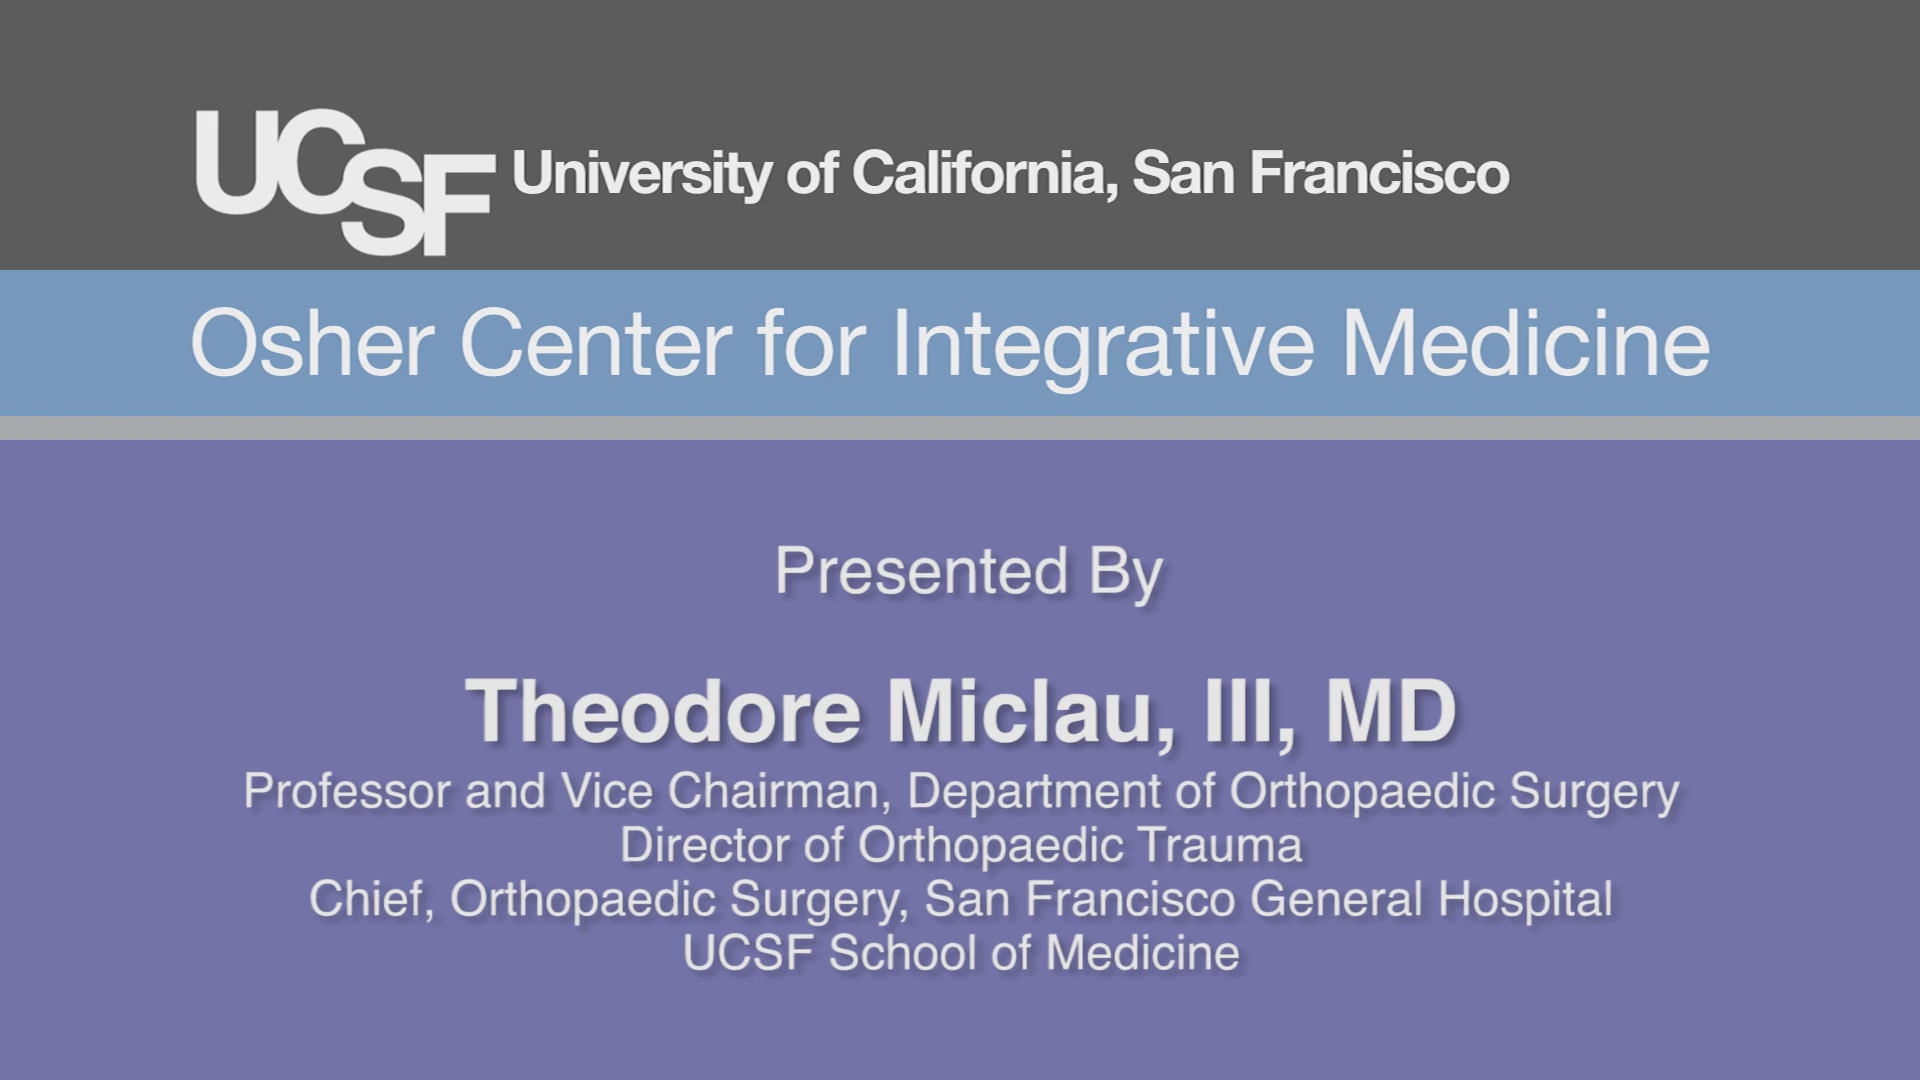 UCSF University of California, San Francisco
Osher Center for Integrative Medicine
Presented By
Theodore Miclau, III, MD
Professor and Vice Chairman, Department of Orthopaedic Surgery
Director of Orthopaedic Trauma
Chief, Orthopaedic Surgery, San Francisco General Hospital
UCSF School of Medicine